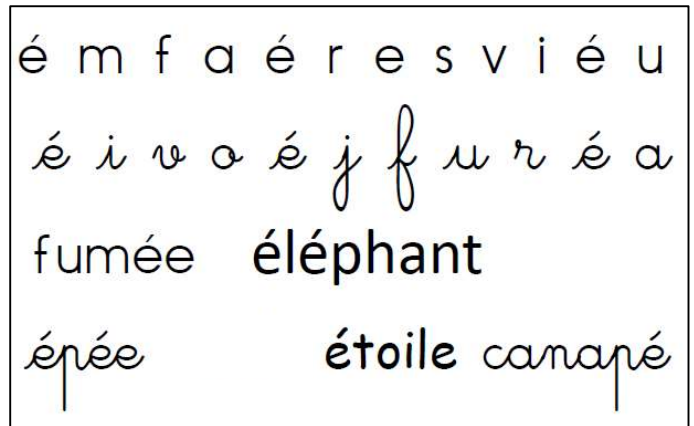 é m f a é r e s v i é u
é i v o é j f u r é a
fumée éléphant
épée étoile canapé